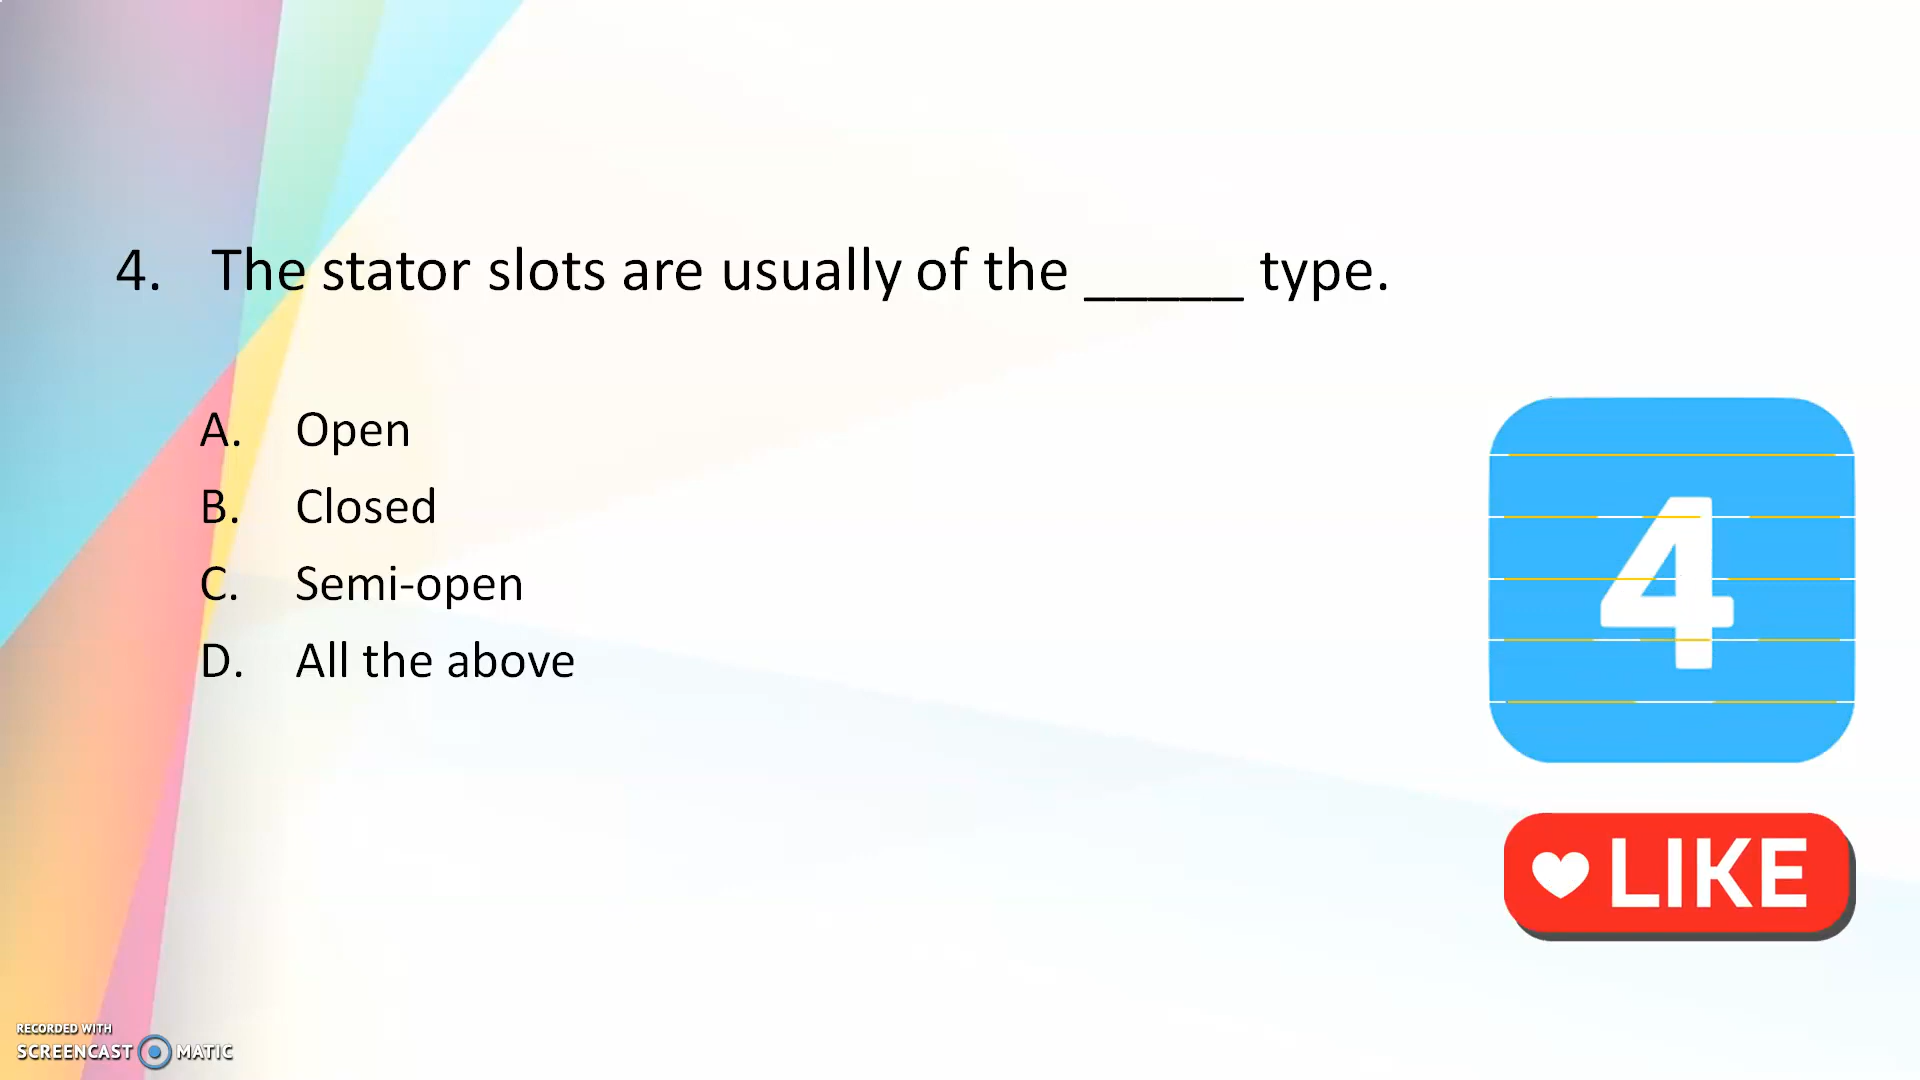 4. The stator slots are usually of the _____ type.
A. Open
B. Closed
C. Semi-open
D. All the above
4
LIKE
RECORDED WITH
SCREENCAST MATIC